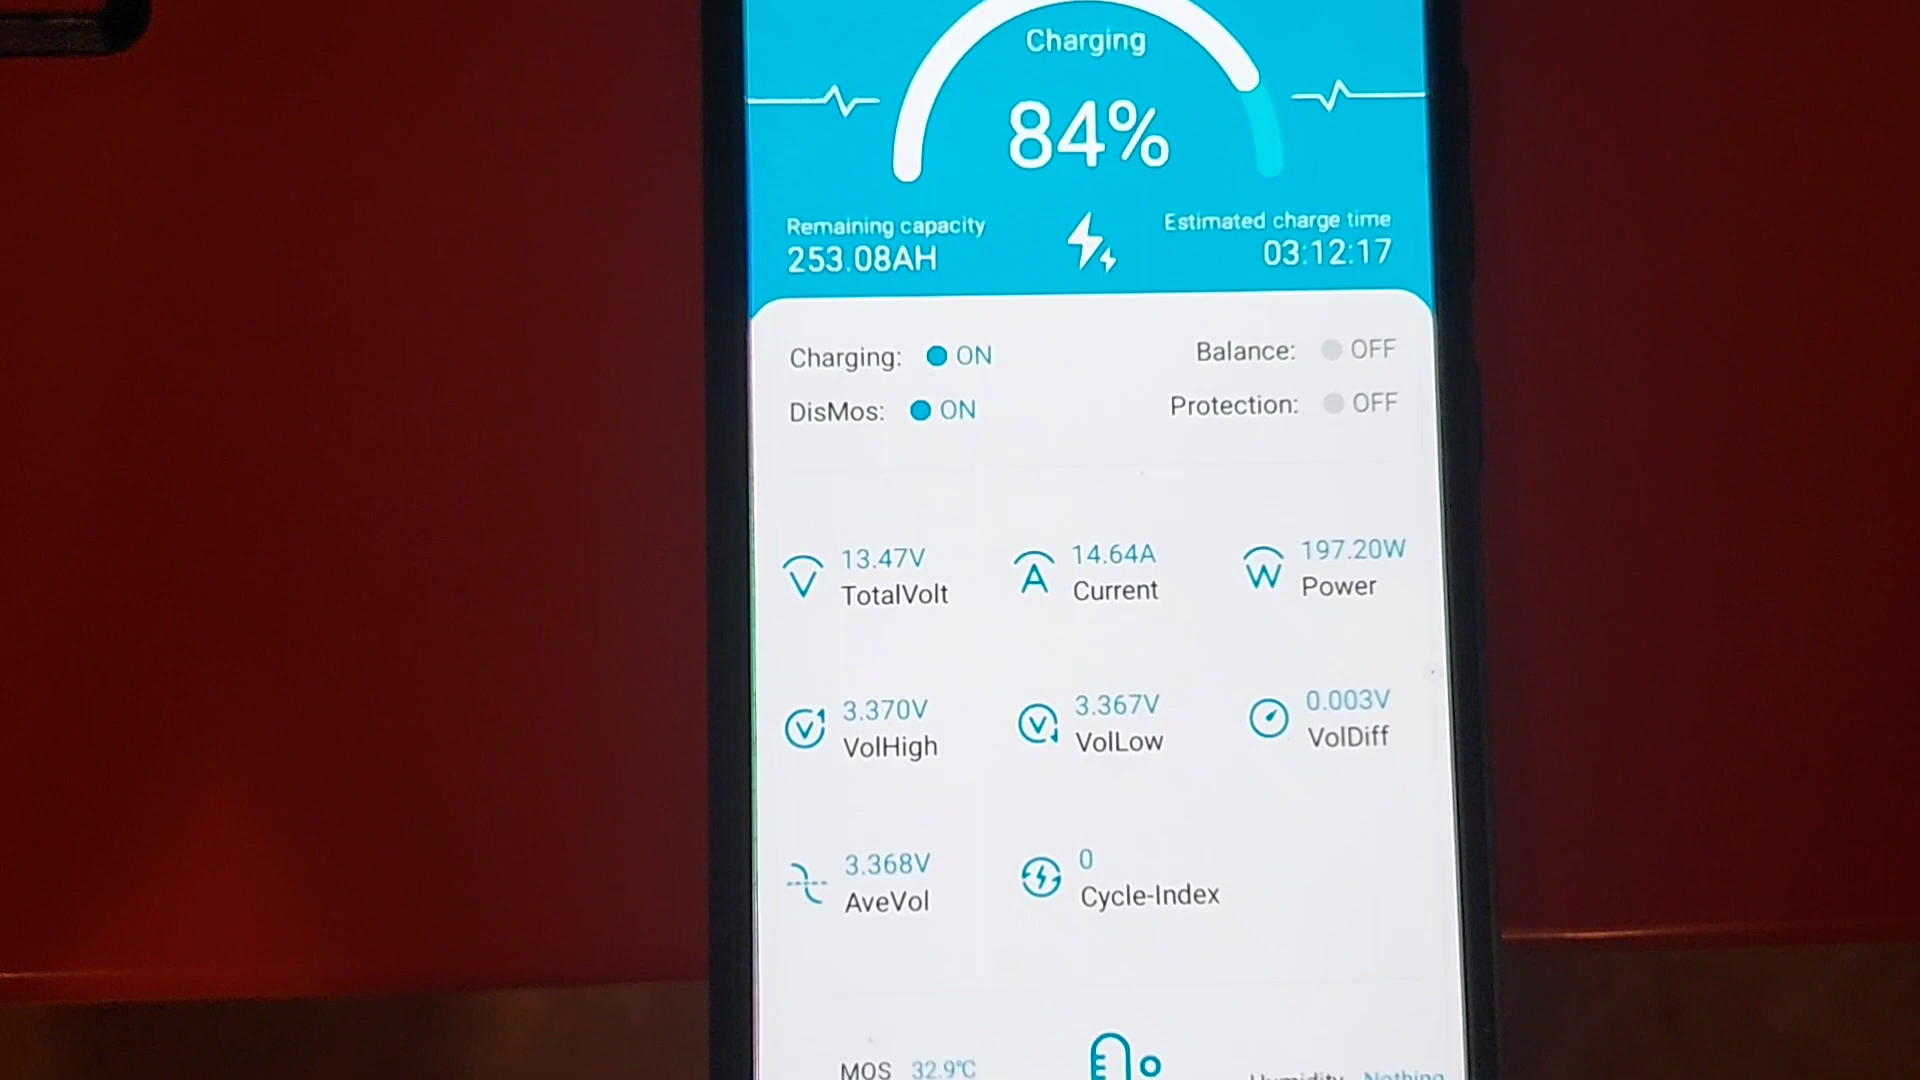 Charging
84%
Remaining capacity
253.08AH
Estimated charge time
03:12:17
Charging: ON
Balance: OFF
DisMos: ON
Protection: OFF
13.47V
TotalVolt
14.64A
Current
197.20W
Power
3.370V
VolHigh
3.367V
VolLow
0.003V
VolDiff
3.368V
AveVol
0
Cycle-Index
MOS 32.9°C
Humidity Nothing